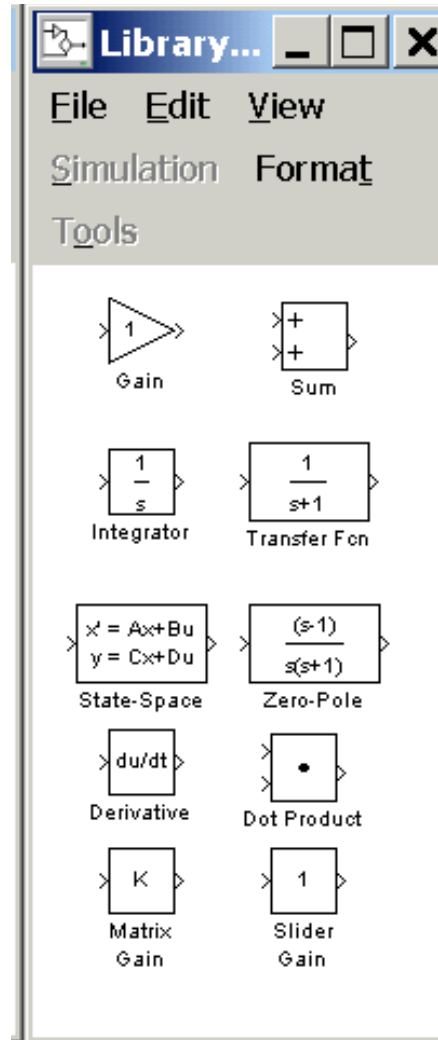 Library...
File Edit View
Simulation Format
Tools
1
Gain
+
+
Sum
1
s
Integrator
1
s+1
Transfer Fcn
x' = Ax+Bu
y = Cx+Du
State-Space
(s-1)
s(s+1)
Zero-Pole
du/dt
Derivative
Dot Product
K
Matrix
Gain
1
Slider
Gain